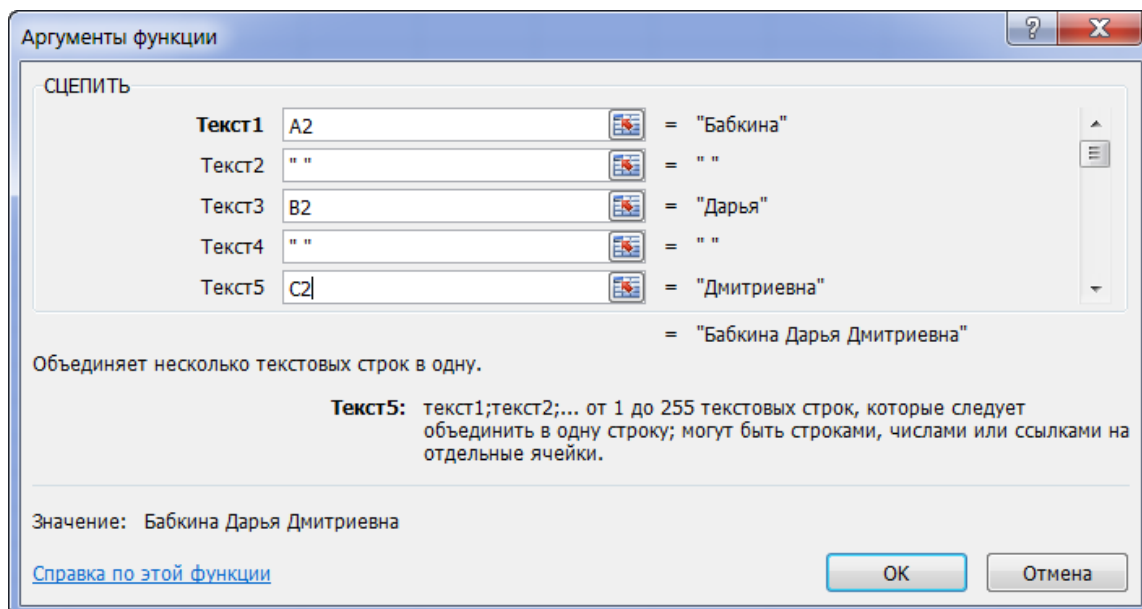 Аргументы функции
СЦЕПИТЬ
Текст1 A2 = "Бабкина"
Текст2 " " = " "
Текст3 B2 = "Дарья"
Текст4 " " = " "
Текст5 C2 = "Дмитриевна"
= "Бабкина Дарья Дмитриевна"
Объединяет несколько текстовых строк в одну.
Текст5: текст1;текст2;... от 1 до 255 текстовых строк, которые следует
объединить в одну строку; могут быть строками, числами или ссылками на
отдельные ячейки.
Значение: Бабкина Дарья Дмитриевна
Справка по этой функции ОК Отмена